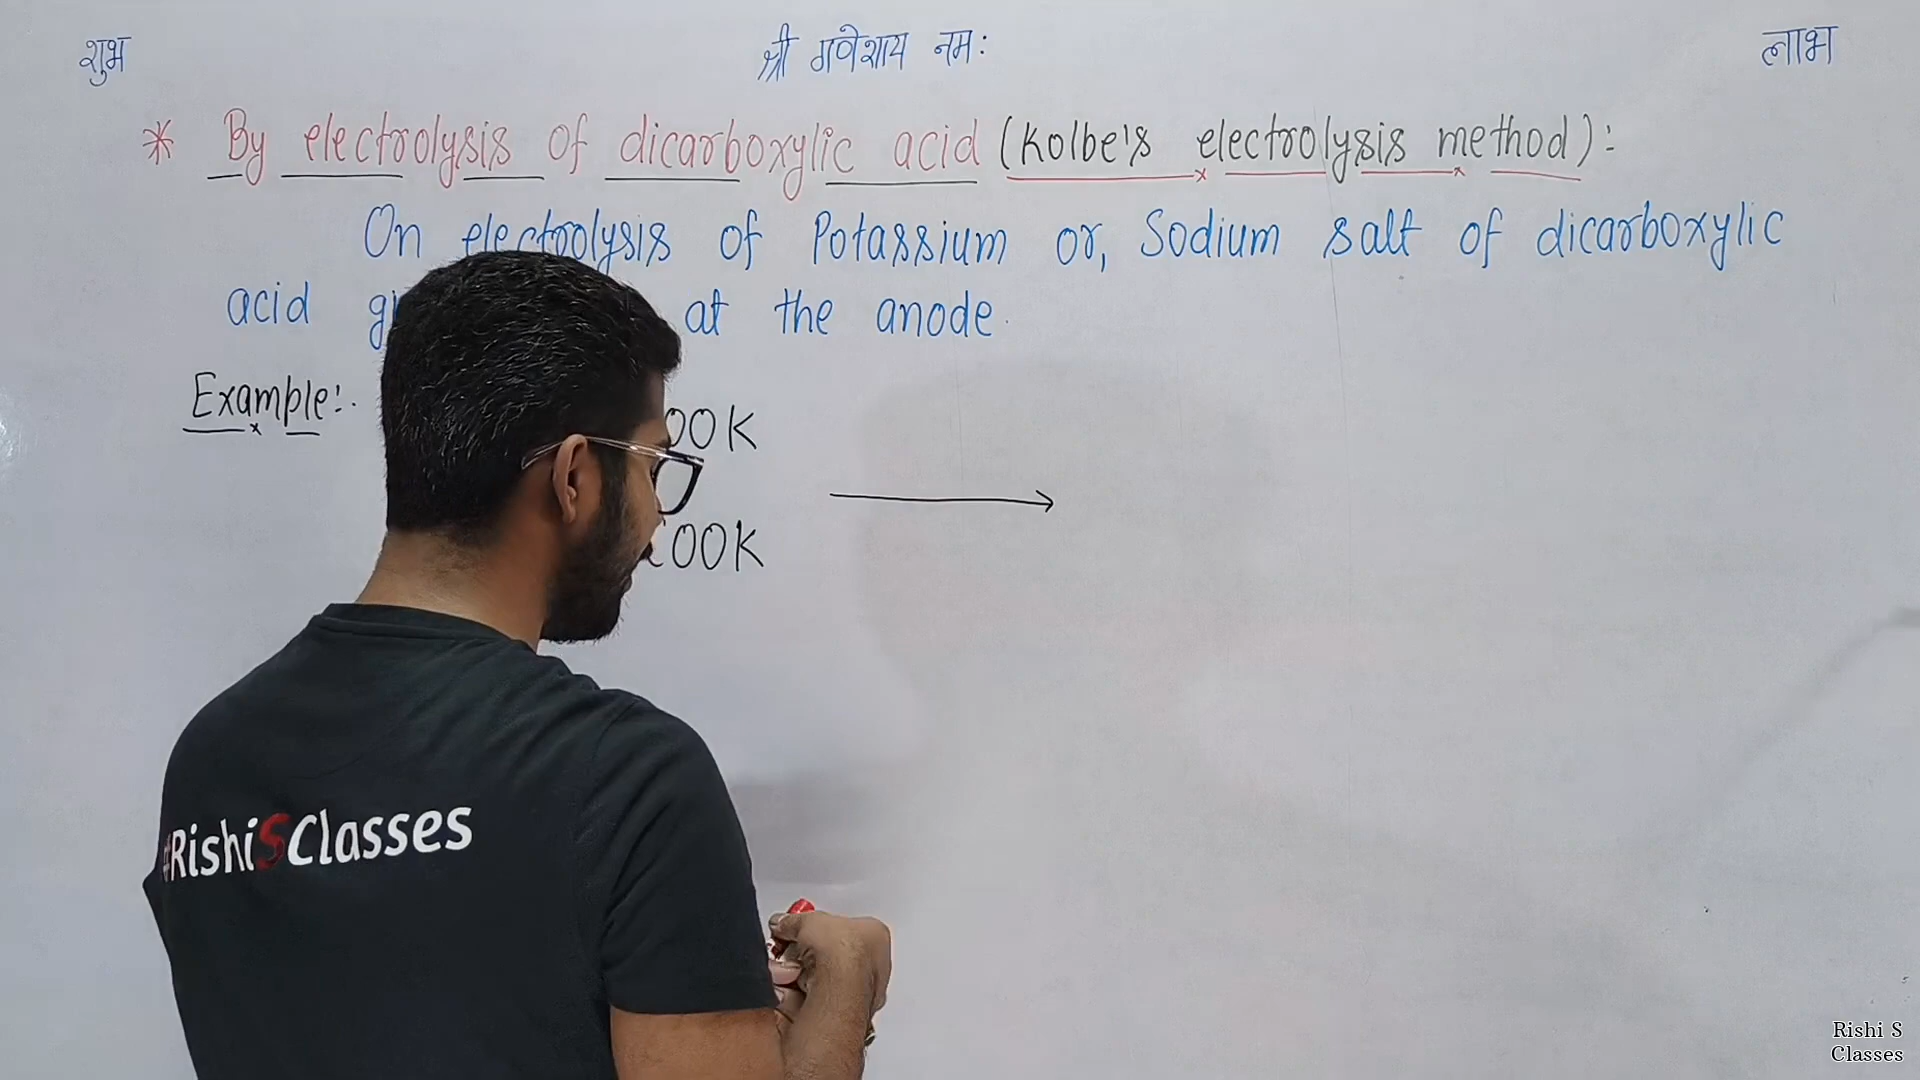 शुभ श्री गणेशाय नमः लाभ
* By electrolysis of dicarboxylic acid (Kolbe's electrolysis method):
On electrolysis of Potassium or, Sodium salt of dicarboxylic
acid at the anode.
Example:
OOK
COOK
#RishiSClasses
Rishi S
Classes